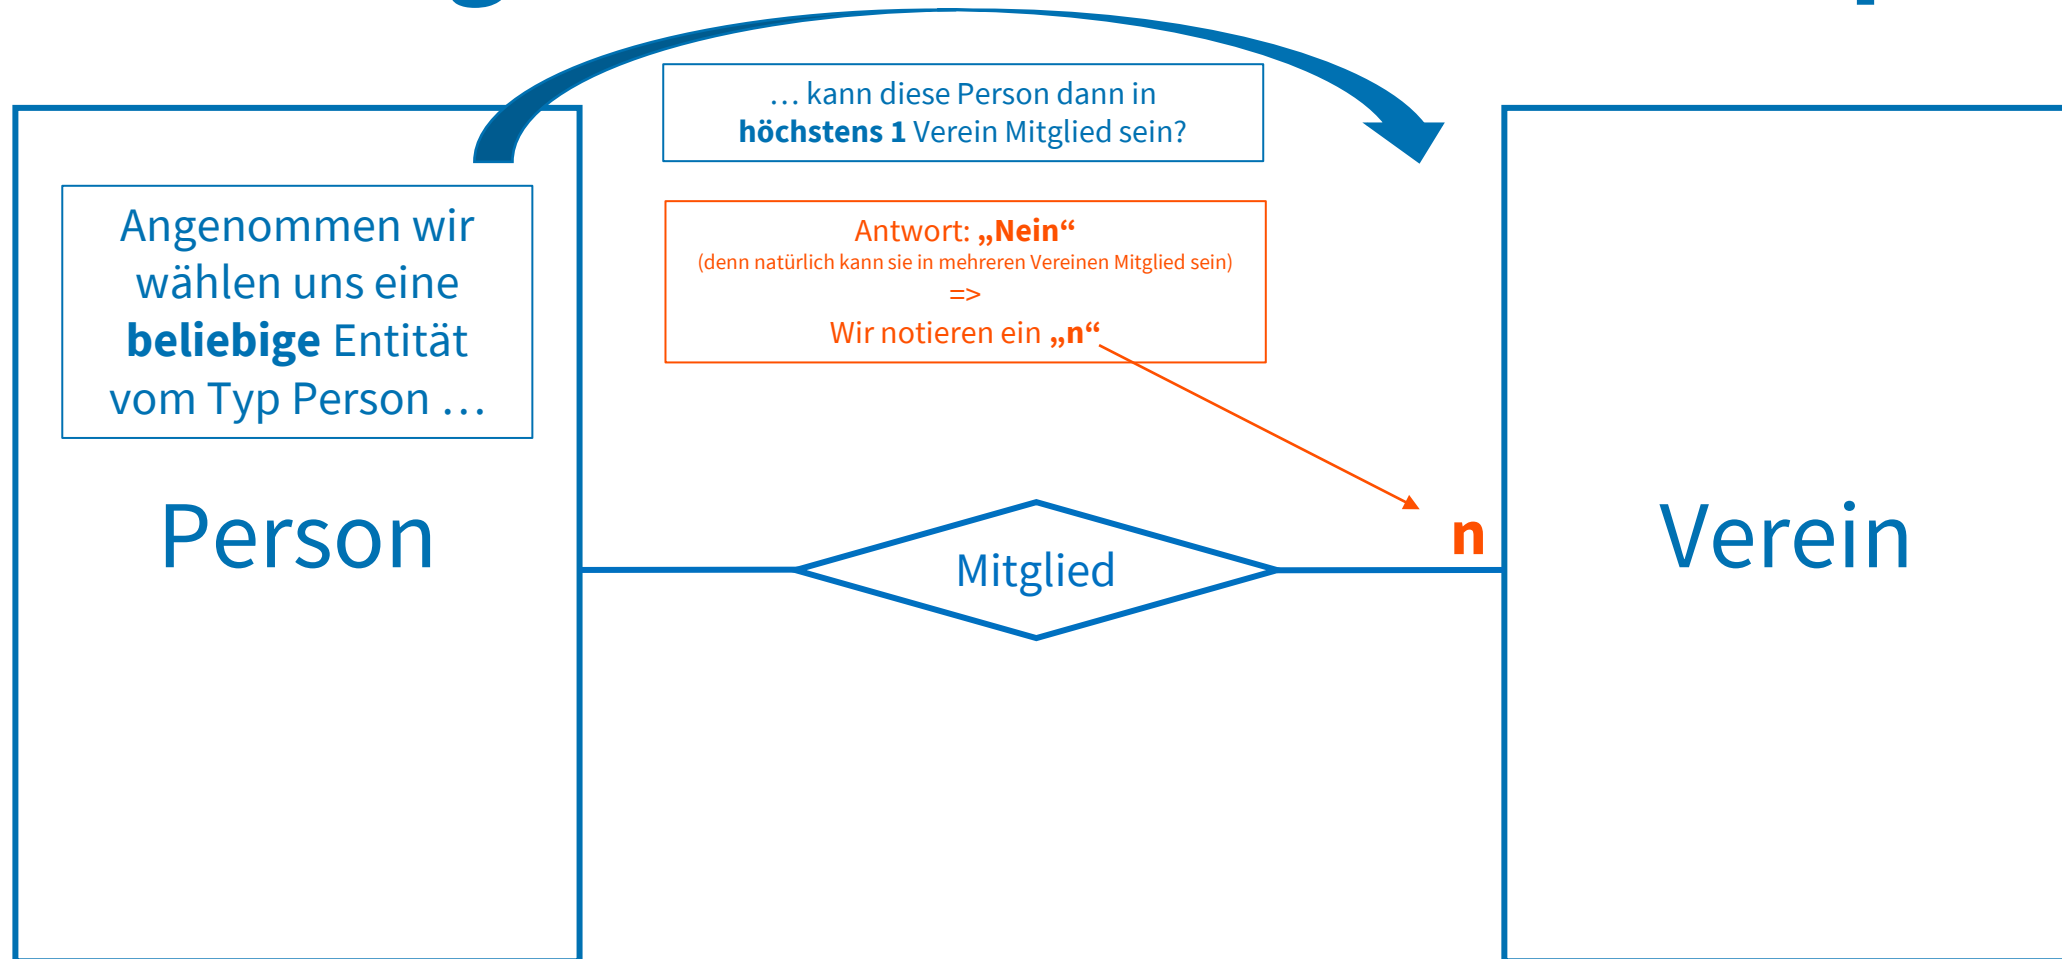 Angenommen wir
wählen uns eine
beliebige Entität
vom Typ Person …
… kann diese Person dann in
höchstens 1 Verein Mitglied sein?
Antwort: „Nein“
(denn natürlich kann sie in mehreren Vereinen Mitglied sein)
=>
Wir notieren ein „n“
Person
Mitglied
n
Verein